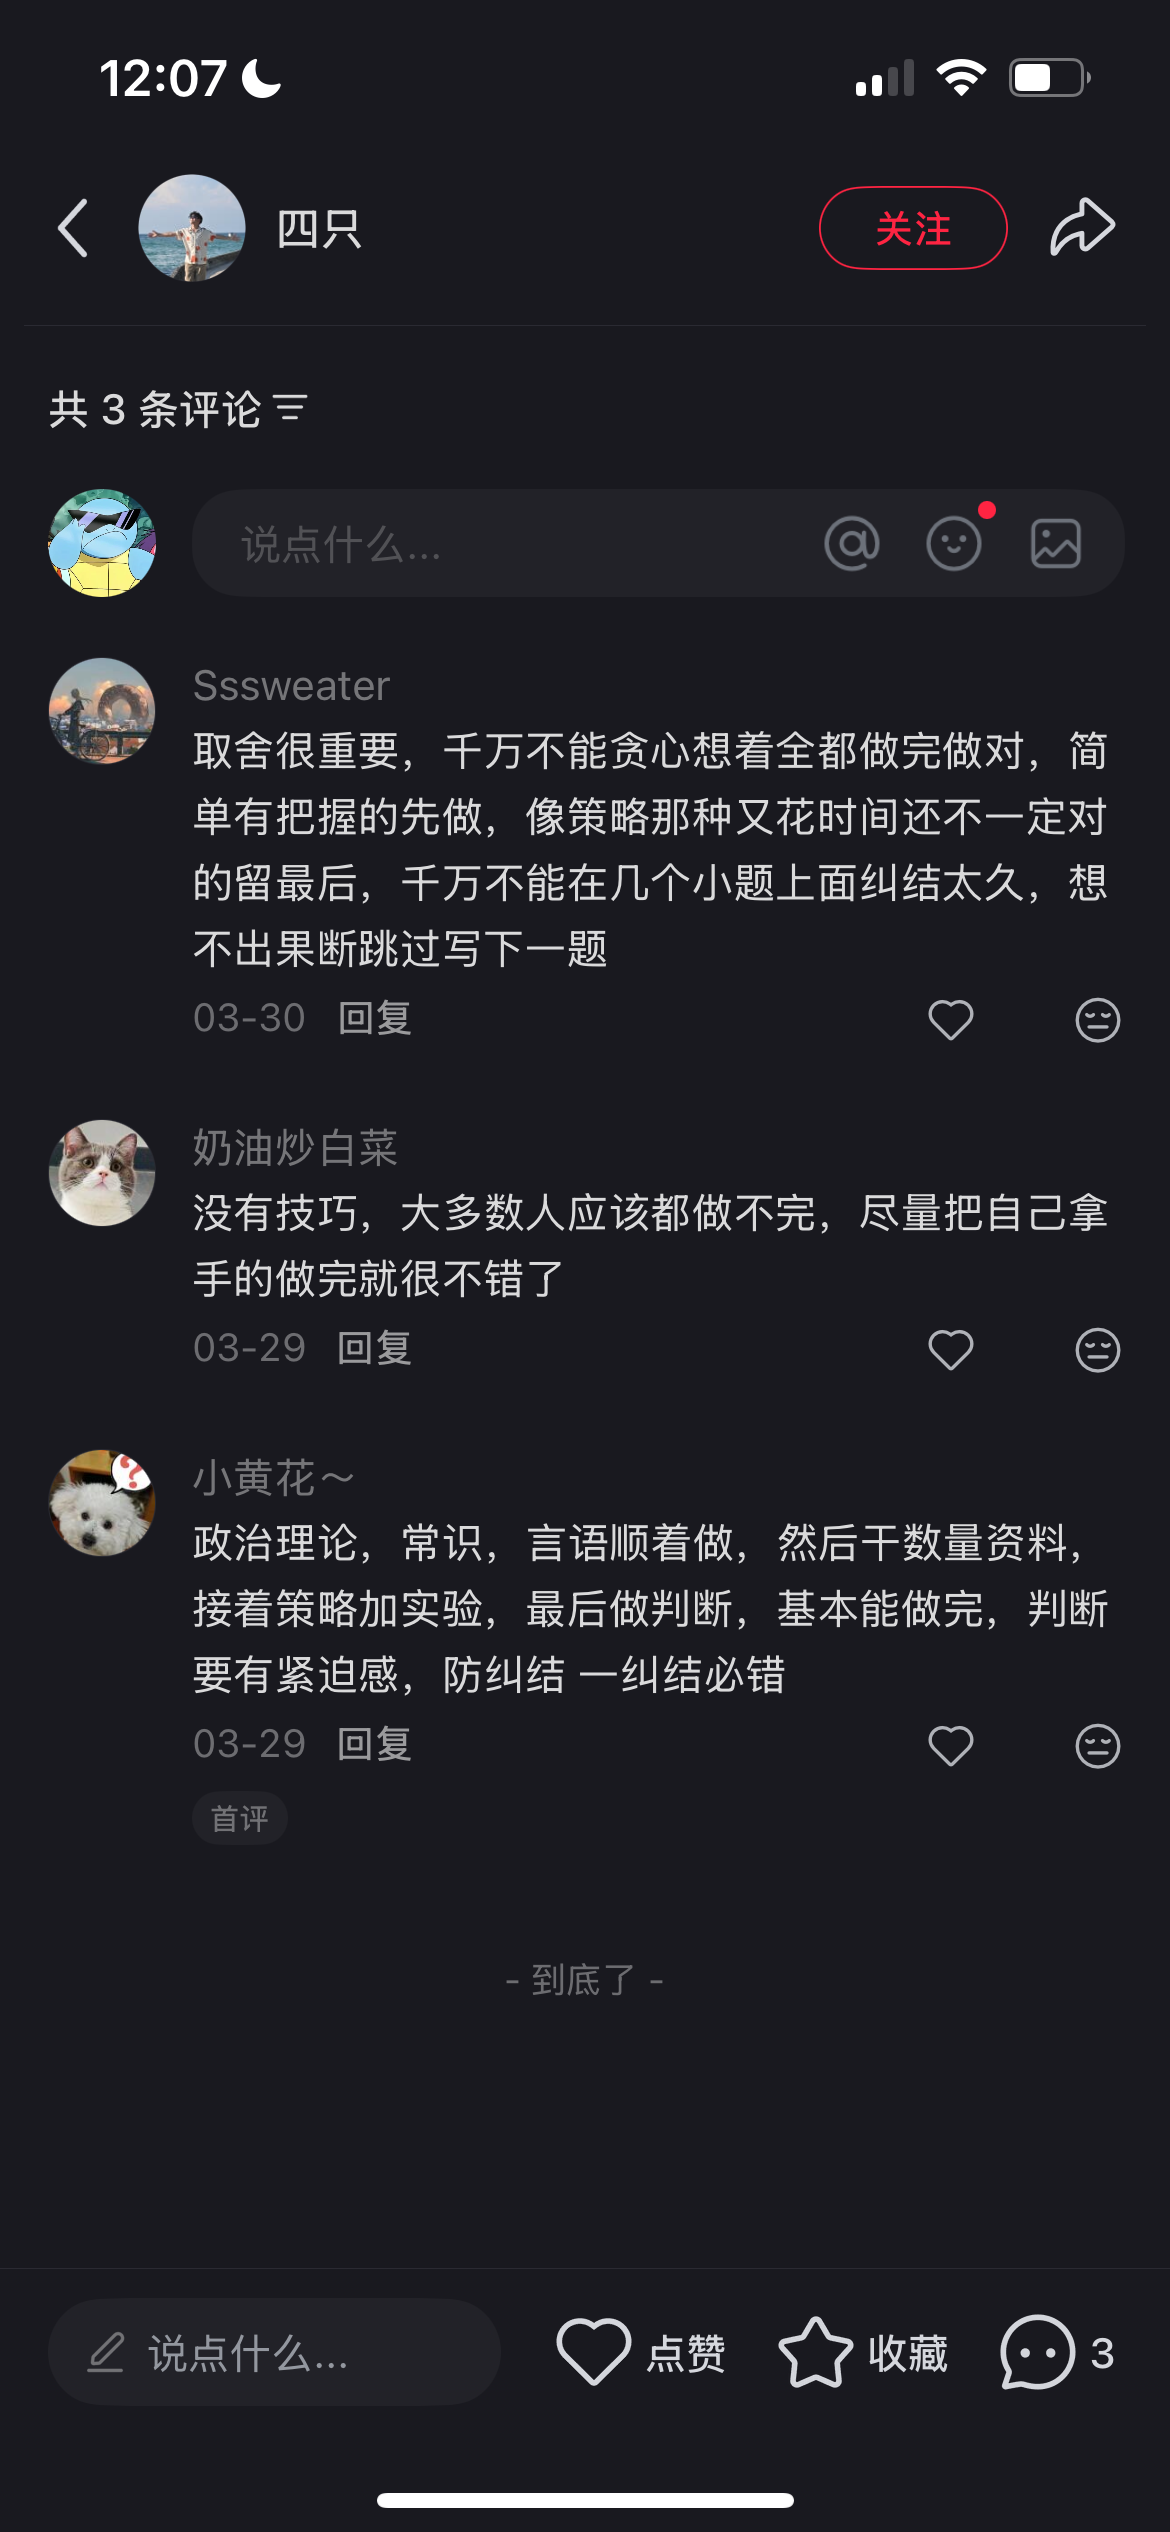 12:07
四只
关注
共 3 条评论
说点什么...
Sssweater
取舍很重要，千万不能贪心想着全都做完做对，简
单有把握的先做，像策略那种又花时间还不一定对
的留最后，千万不能在几个小题上面纠结太久，想
不出果断跳过写下一题
03-30 回复
奶油炒白菜
没有技巧，大多数人应该都做不完，尽量把自己拿
手的做完就很不错了
03-29 回复
小黄花～
政治理论，常识，言语顺着做，然后干数量资料，
接着策略加实验，最后做判断，基本能做完，判断
要有紧迫感，防纠结 一纠结必错
03-29 回复
首评
- 到底了 -
说点什么... 点赞 收藏 3